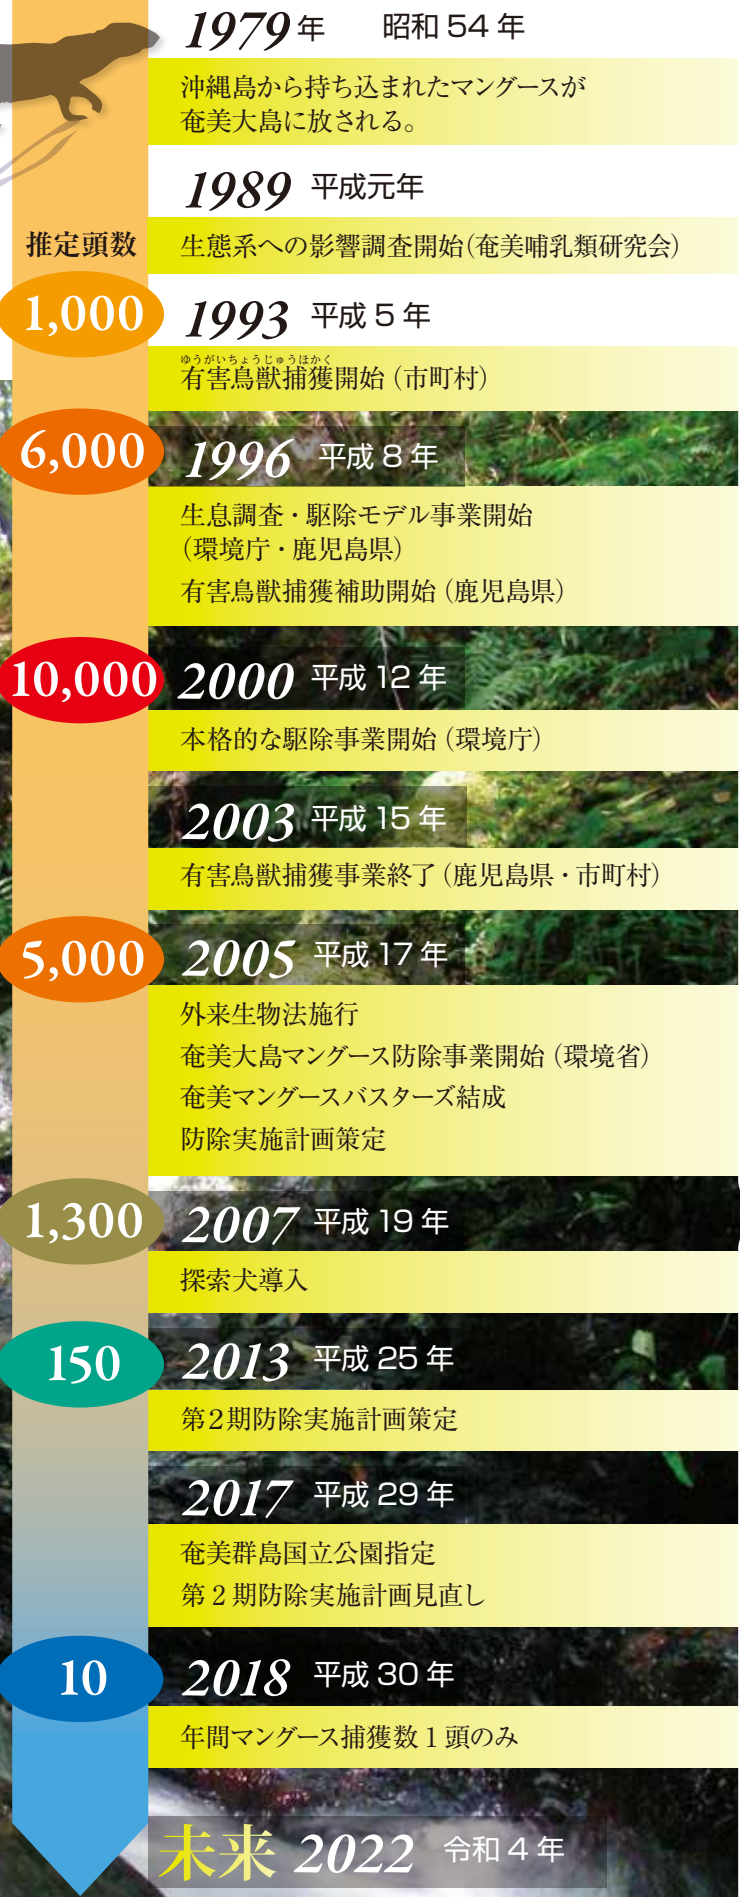 1979年 昭和54年
沖縄島から持ち込まれたマングースが
奄美大島に放される。
1989 平成元年
推定頭数
生態系への影響調査開始(奄美哺乳類研究会)
1,000
1993 平成5年
ゆうがいちょうじゅうほかく
有害鳥獣捕獲開始(市町村)
6,000
1996 平成8年
生息調査・駆除モデル事業開始
(環境庁・鹿児島県)
有害鳥獣捕獲補助開始(鹿児島県)
10,000
2000 平成12年
本格的な駆除事業開始(環境庁)
2003 平成15年
有害鳥獣捕獲事業終了(鹿児島県・市町村)
5,000
2005 平成17年
外来生物法施行
奄美大島マングース防除事業開始(環境省)
奄美マングースバスターズ結成
防除実施計画策定
1,300
2007 平成19年
探索犬導入
150
2013 平成25年
第2期防除実施計画策定
2017 平成29年
奄美群島国立公園指定
第2期防除実施計画見直し
10
2018 平成30年
年間マングース捕獲数1頭のみ
未来 2022 令和4年